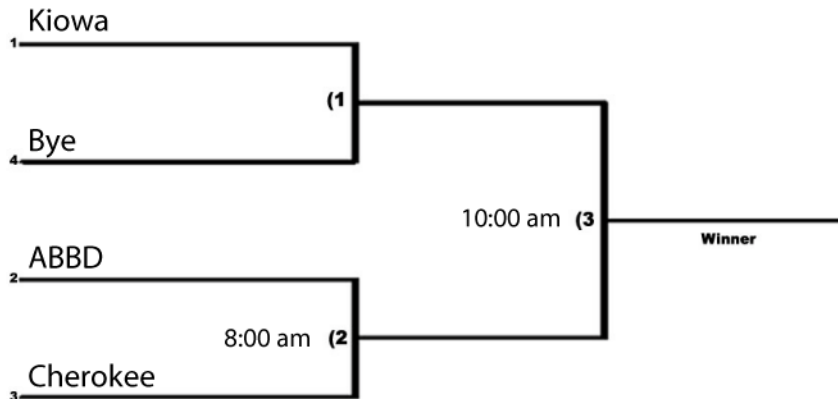 Kiowa
1
(1
Bye
4
10:00 am (3
Winner
ABBD
2
8:00 am (2
Cherokee
3